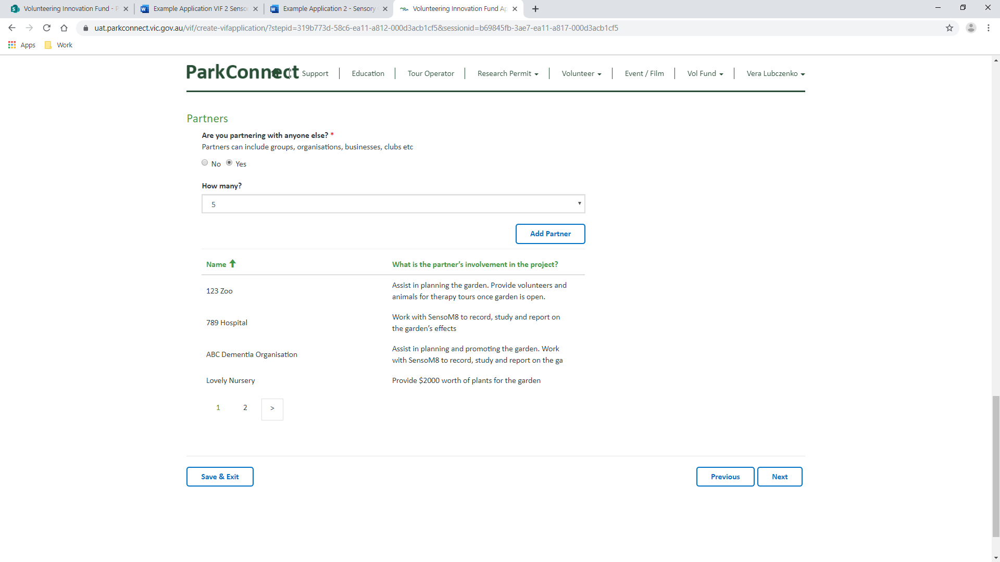 Volunteering Innovation Fund - P
Example Application VIF 2 Senso
Example Application 2 - Sensory
Volunteering Innovation Fund Ap
uat.parkconnect.vic.gov.au/vif/create-vifapplication/?stepid=319b773d-58c6-ea11-a812-000d3acb1cf5&sessionid=b69845fb-3ae7-ea11-a817-000d3acb1cf5
Apps
Work
ParkConnect
Support
Education
Tour Operator
Research Permit
Volunteer
Event / Film
Vol Fund
Vera Lubczenko
Partners
Are you partnering with anyone else? *
Partners can include groups, organisations, businesses, clubs etc
No Yes
How many?
5
Add Partner
Name
What is the partner's involvement in the project?
123 Zoo
Assist in planning the garden. Provide volunteers and
animals for therapy tours once garden is open.
789 Hospital
Work with SensoM8 to record, study and report on
the garden's effects
ABC Dementia Organisation
Assist in planning and promoting the garden. Work
with SensoM8 to record, study and report on the ga
Lovely Nursery
Provide $2000 worth of plants for the garden
1 2 >
Save & Exit
Previous
Next